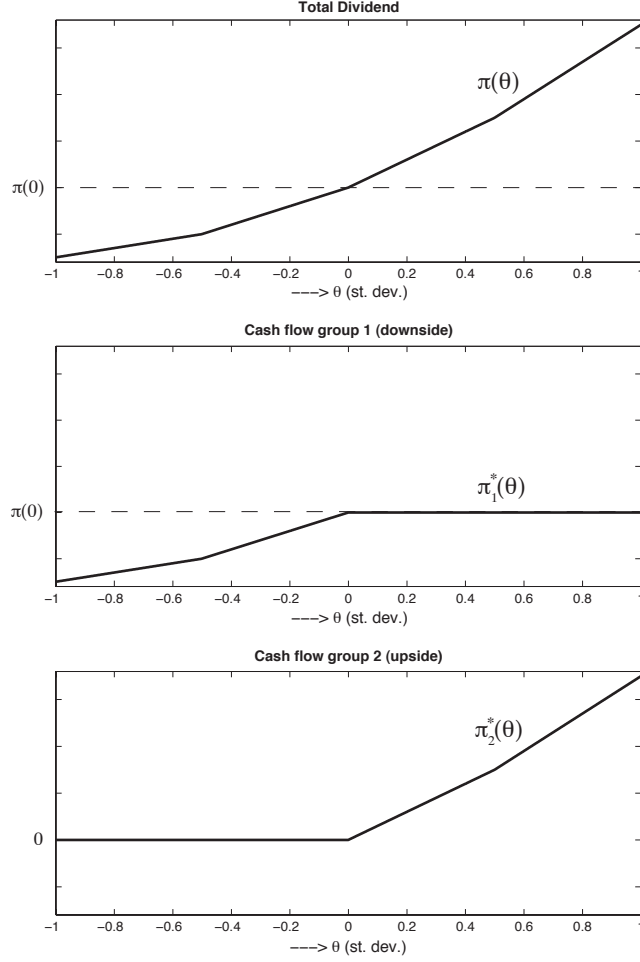 Total Dividend
π(θ)
π(0)
−1 −0.8 −0.6 −0.4 −0.2 0 0.2 0.4 0.6 0.8 1
−−−> θ (st. dev.)
Cash flow group 1 (downside)
π₁*(θ)
π(0)
−1 −0.8 −0.6 −0.4 −0.2 0 0.2 0.4 0.6 0.8 1
−−−> θ (st. dev.)
Cash flow group 2 (upside)
π₂*(θ)
0
−1 −0.8 −0.6 −0.4 −0.2 0 0.2 0.4 0.6 0.8 1
−−−> θ (st. dev.)